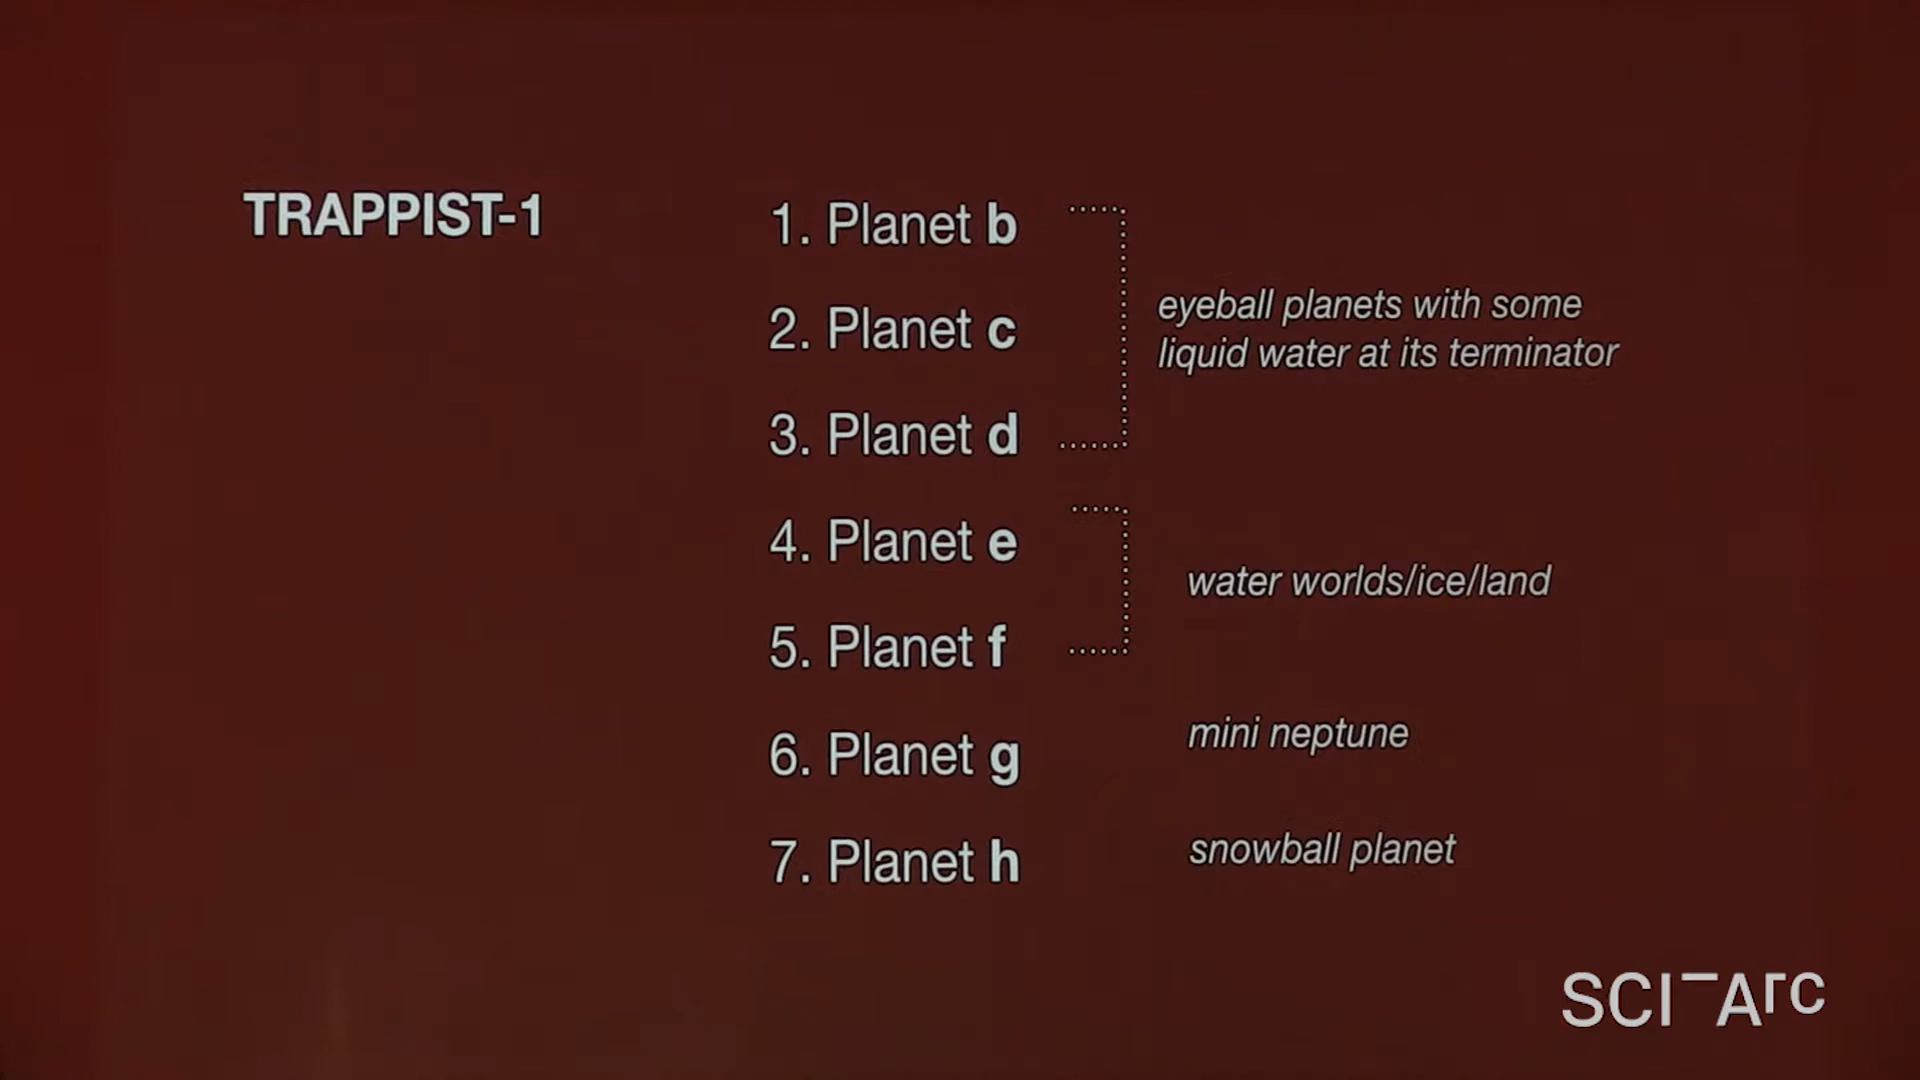 TRAPPIST-1
1. Planet b
2. Planet c
3. Planet d
eyeball planets with some
liquid water at its terminator
4. Planet e
5. Planet f
water worlds/ice/land
6. Planet g
mini neptune
7. Planet h
snowball planet
SCI-Arc